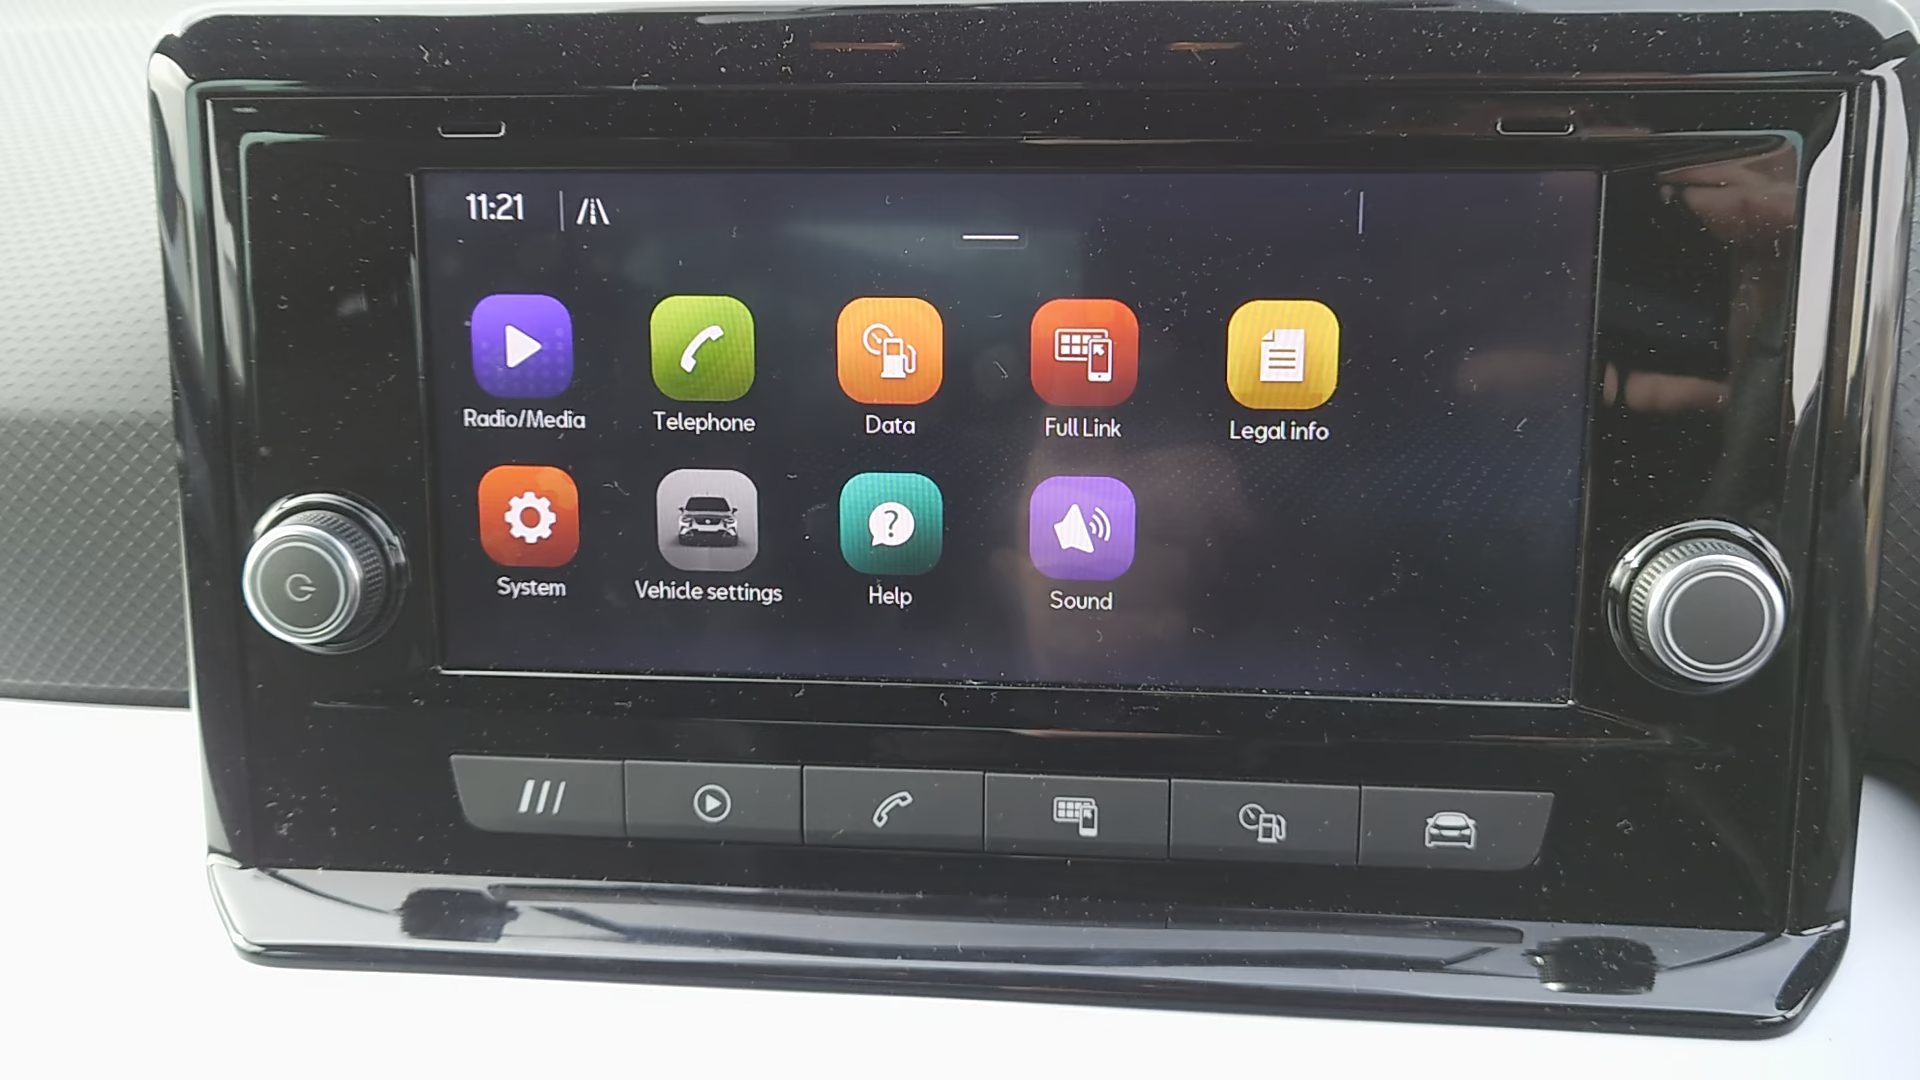 11:21
Radio/Media
Telephone
Data
Full Link
Legal info
System
Vehicle settings
Help
Sound